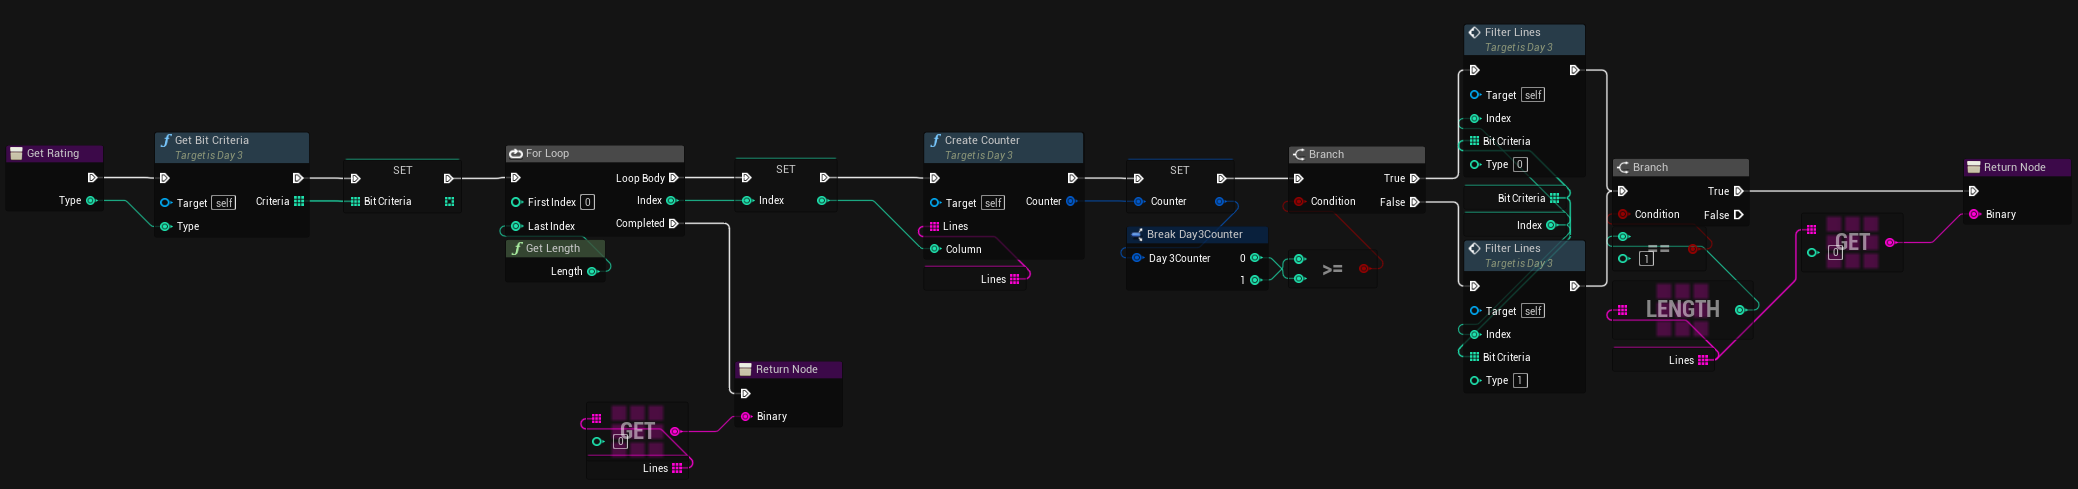 Get Rating
Type
Get Bit Criteria
Target is Day 3
Target self
Criteria
Type
SET
Bit Criteria
For Loop
Loop Body
First Index 0
Index
Last Index
Completed
Get Length
Length
SET
Index
Create Counter
Target is Day 3
Target self
Counter
Lines
Column
Lines
SET
Counter
Break Day3Counter
Day 3Counter
0
1
>=
Branch
True
Condition
False
Filter Lines
Target is Day 3
Target self
Index
Bit Criteria
Type 0
Bit Criteria
Index
Filter Lines
Target is Day 3
Target self
Index
Bit Criteria
Type 1
Branch
True
Condition
False
==
1
LENGTH
Lines
GET
0
Return Node
Binary
Return Node
Binary
GET
0
Lines